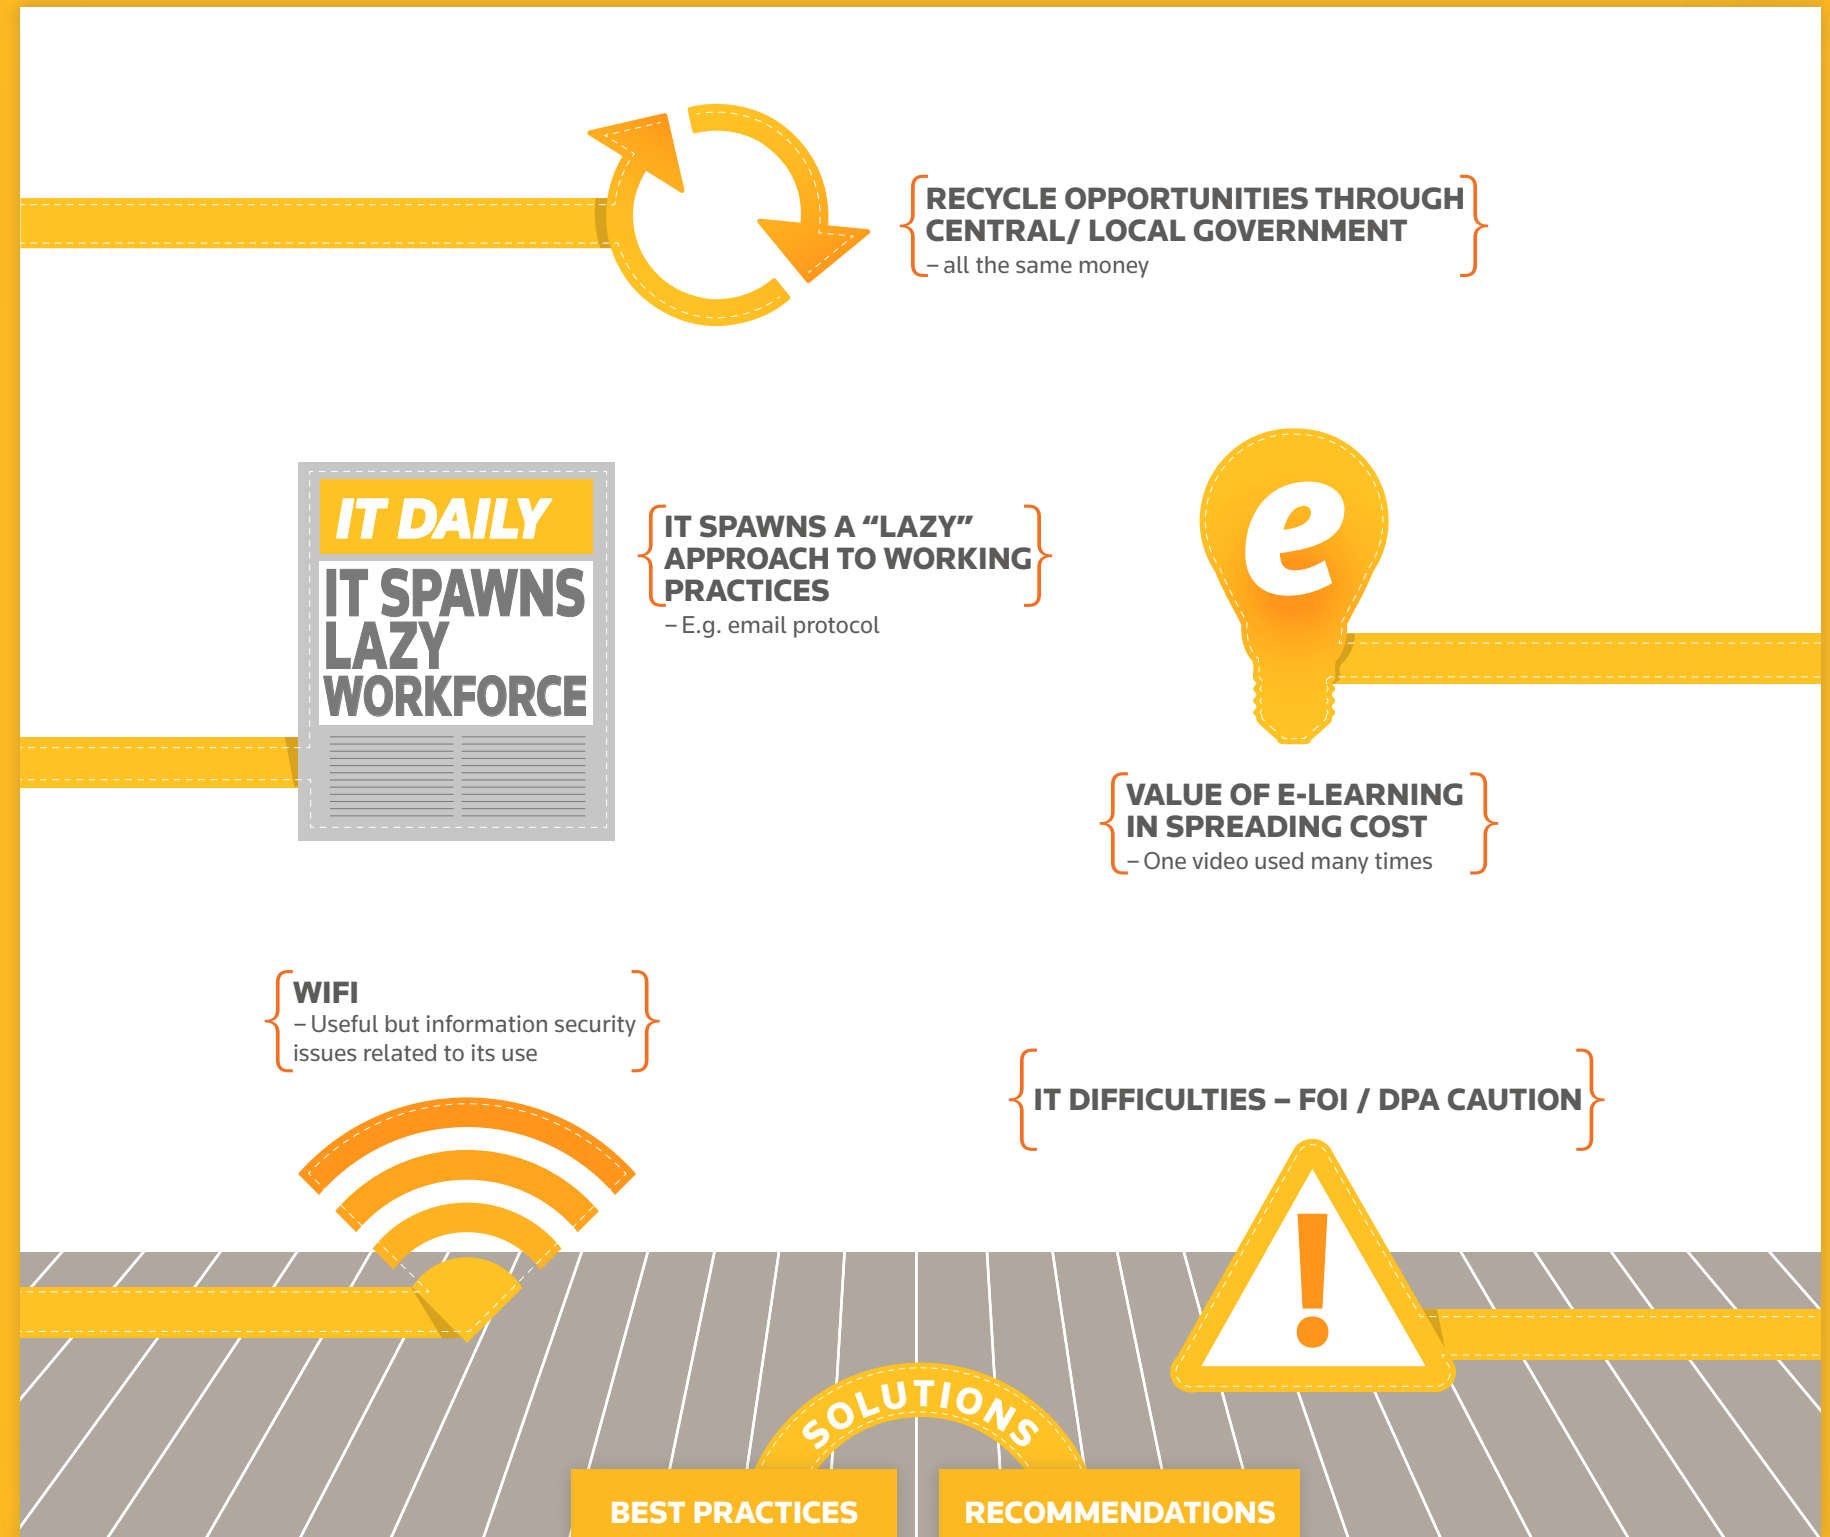 RECYCLE OPPORTUNITIES THROUGH
CENTRAL/ LOCAL GOVERNMENT
– all the same money
IT DAILY
IT SPAWNS
LAZY
WORKFORCE
IT SPAWNS A “LAZY”
APPROACH TO WORKING
PRACTICES
– E.g. email protocol
e
VALUE OF E-LEARNING
IN SPREADING COST
– One video used many times
WIFI
– Useful but information security
issues related to its use
IT DIFFICULTIES – FOI / DPA CAUTION
!
SOLUTIONS
BEST PRACTICES
RECOMMENDATIONS